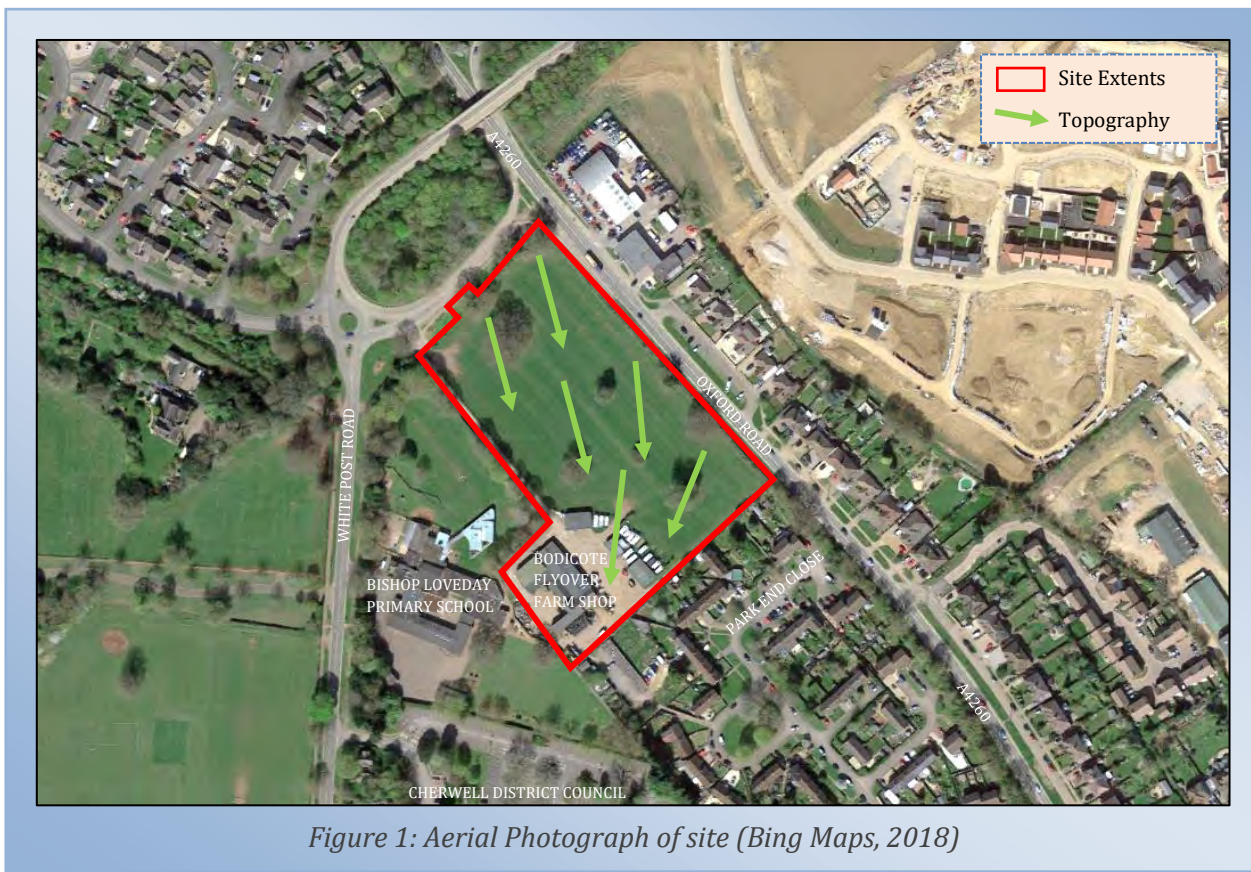 Site Extents
Topography
A4260
OXFORD ROAD
WHITE POST ROAD
BODICOTE
FLYOVER
FARM SHOP
BISHOP LOVEDAY
PRIMARY SCHOOL
PARK END CLOSE
A4260
CHERWELL DISTRICT COUNCIL
Figure 1: Aerial Photograph of site (Bing Maps, 2018)